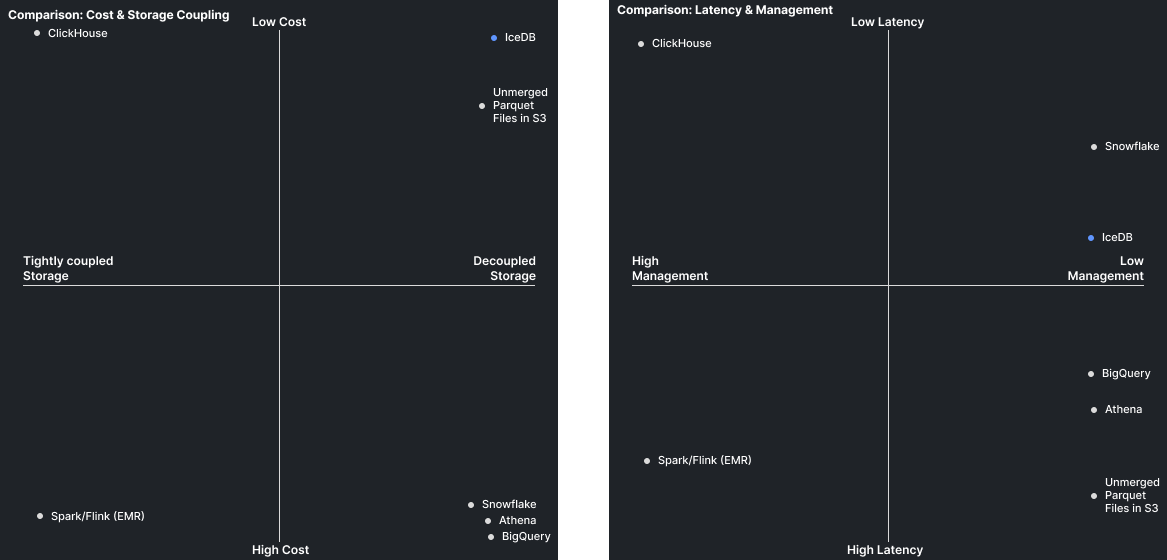 Comparison: Cost & Storage Coupling
Low Cost
ClickHouse
IceDB
Unmerged
Parquet
Files in S3
Tightly coupled
Storage
Decoupled
Storage
Snowflake
Spark/Flink (EMR)
Athena
BigQuery
High Cost
Comparison: Latency & Management
Low Latency
ClickHouse
Snowflake
IceDB
High
Management
Low
Management
BigQuery
Athena
Spark/Flink (EMR)
Unmerged
Parquet
Files in S3
High Latency